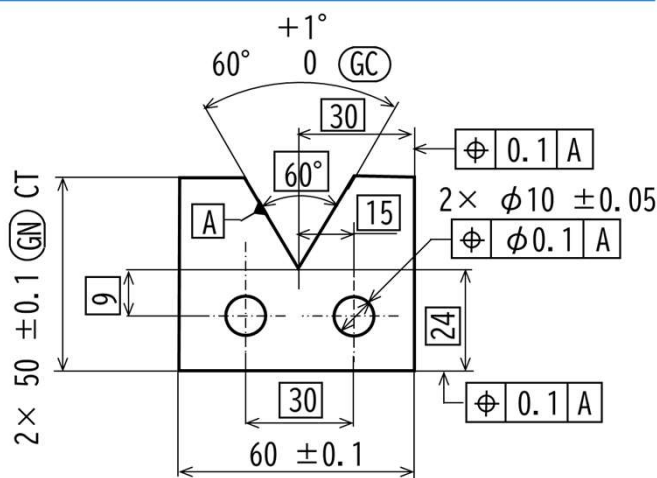 +1°
60° 0 GC
30
⌖ 0.1 A
60°
2× φ10 ±0.05
A
15
⌖ φ0.1 A
2× 50 ±0.1 GN CT
9
24
30
⌖ 0.1 A
60 ±0.1